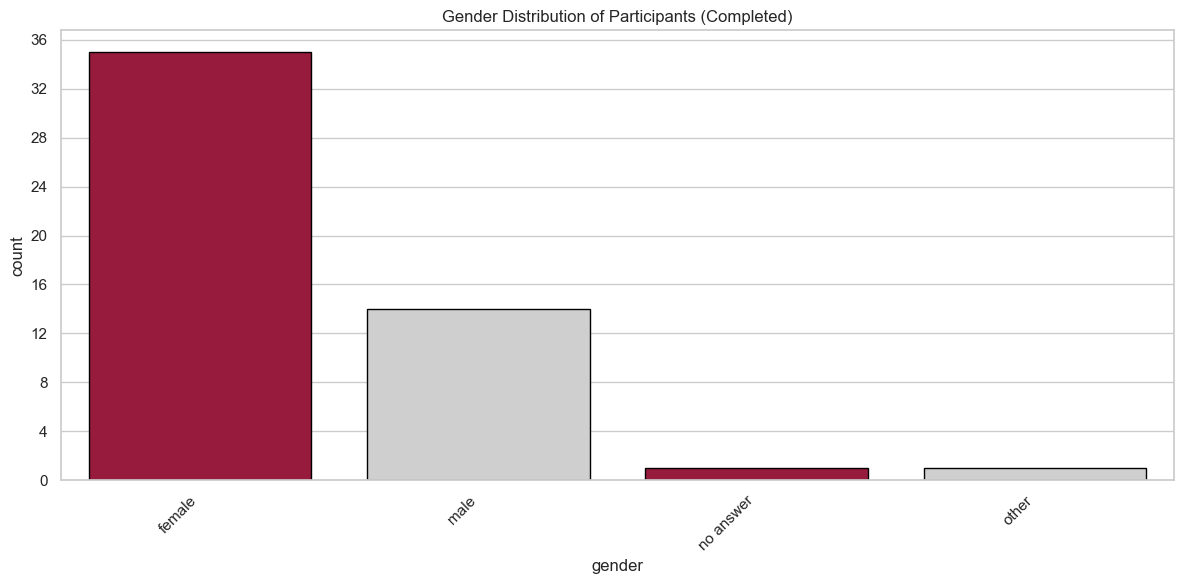 Gender Distribution of Participants (Completed)
36
32
28
24
20
16
12
8
4
0
count
female
male
no answer
other
gender